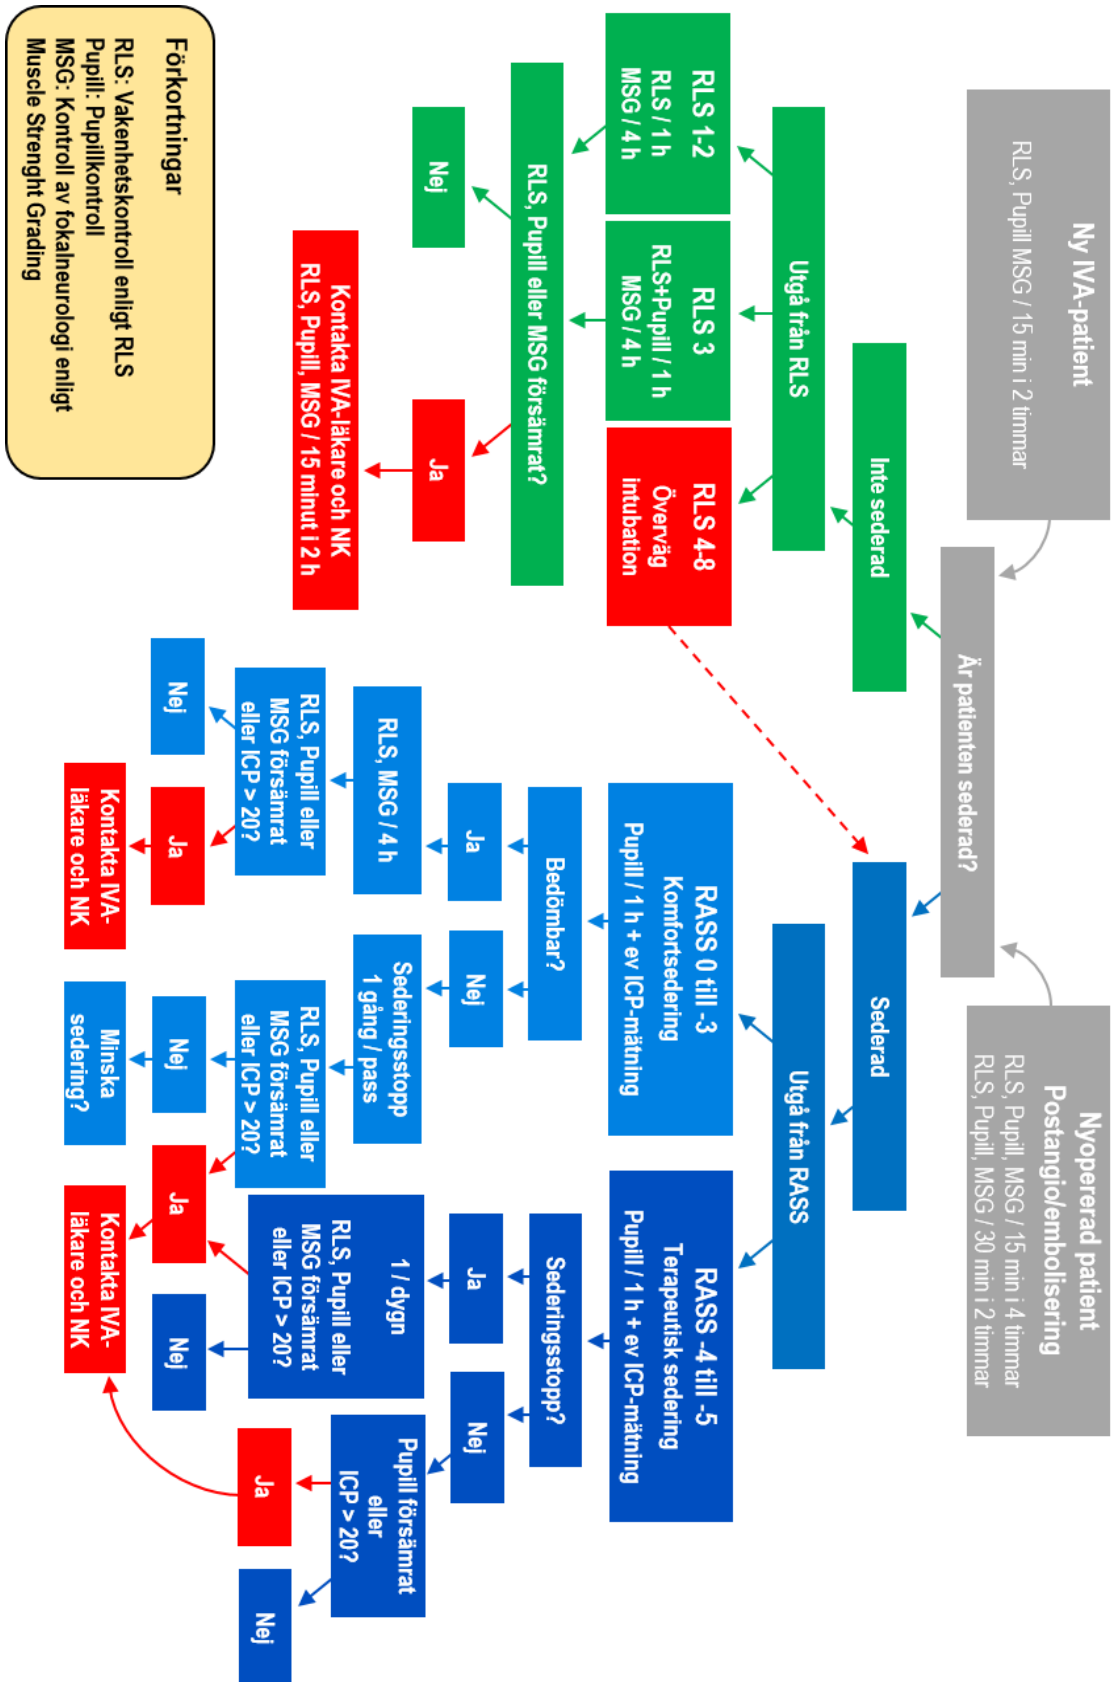 Ny IVA-patient
RLS, Pupill MSG / 15 min i 2 timmar
Nyopererad patient
Postangio/embolisering
RLS, Pupill, MSG / 15 min i 4 timmar
RLS, Pupill, MSG / 30 min i 2 timmar
Är patienten sederad?
Inte sederad
Sederad
Utgå från RLS
Utgå från RASS
RLS 1-2
RLS / 1 h
MSG / 4 h
RLS 3
RLS+Pupill / 1 h
MSG / 4 h
RLS 4-8
Överväg
intubation
RASS 0 till -3
Komfortsedering
Pupill / 1 h + ev ICP-mätning
RASS -4 till -5
Terapeutisk sedering
Pupill / 1 h + ev ICP-mätning
RLS, Pupill eller MSG försämrat?
Bedömbar?
Sederingsstopp?
Nej
Ja
Ja
Nej
Ja
Nej
Kontakta IVA-läkare och NK
RLS, Pupill, MSG / 15 minut i 2 h
RLS, MSG / 4 h
Sederingsstopp
1 gång / pass
1 / dygn
RLS, Pupill eller
MSG försämrat
eller ICP > 20?
Pupill försämrat
eller
ICP > 20?
RLS, Pupill eller
MSG försämrat
eller ICP > 20?
RLS, Pupill eller
MSG försämrat
eller ICP > 20?
Ja
Nej
Nej
Ja
Nej
Ja
Nej
Kontakta IVA-
läkare och NK
Minska
sedering?
Kontakta IVA-
läkare och NK
Förkortningar
RLS: Vakenhetskontroll enligt RLS
Pupill: Pupillkontroll
MSG: Kontroll av fokalneurologi enligt
Muscle Strenght Grading